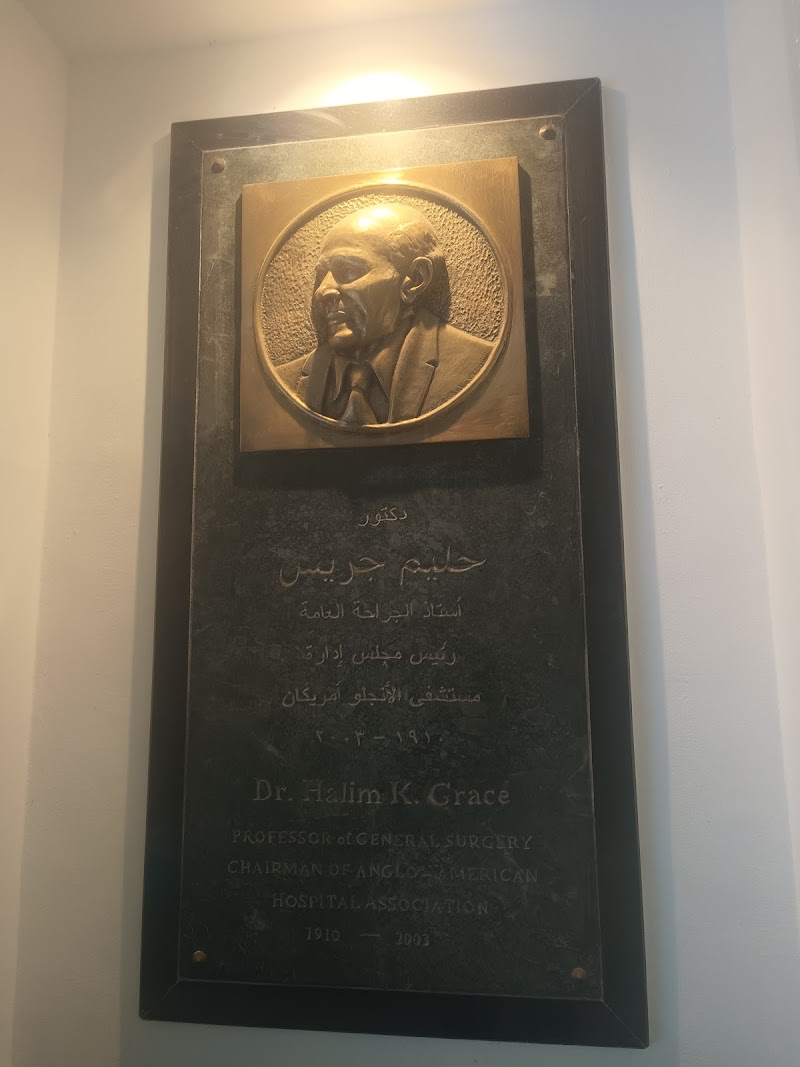 دكتور
حليم جريس
أستاذ الجراحة العامة
رئيس مجلس إدارة
مستشفى الأنجلو أمريكان
١٩١٠ - ٢٠٠٣
Dr. Halim K. Grace
PROFESSOR of GENERAL SURGERY
CHAIRMAN OF ANGLO-AMERICAN
HOSPITAL ASSOCIATION
1910 — 2003